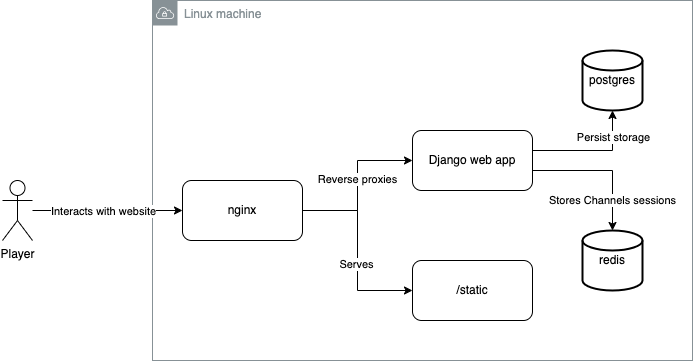 Linux machine
postgres
Persist storage
Django web app
Reverse proxies
Stores Channels sessions
Interacts with website
nginx
Player
redis
Serves
/static